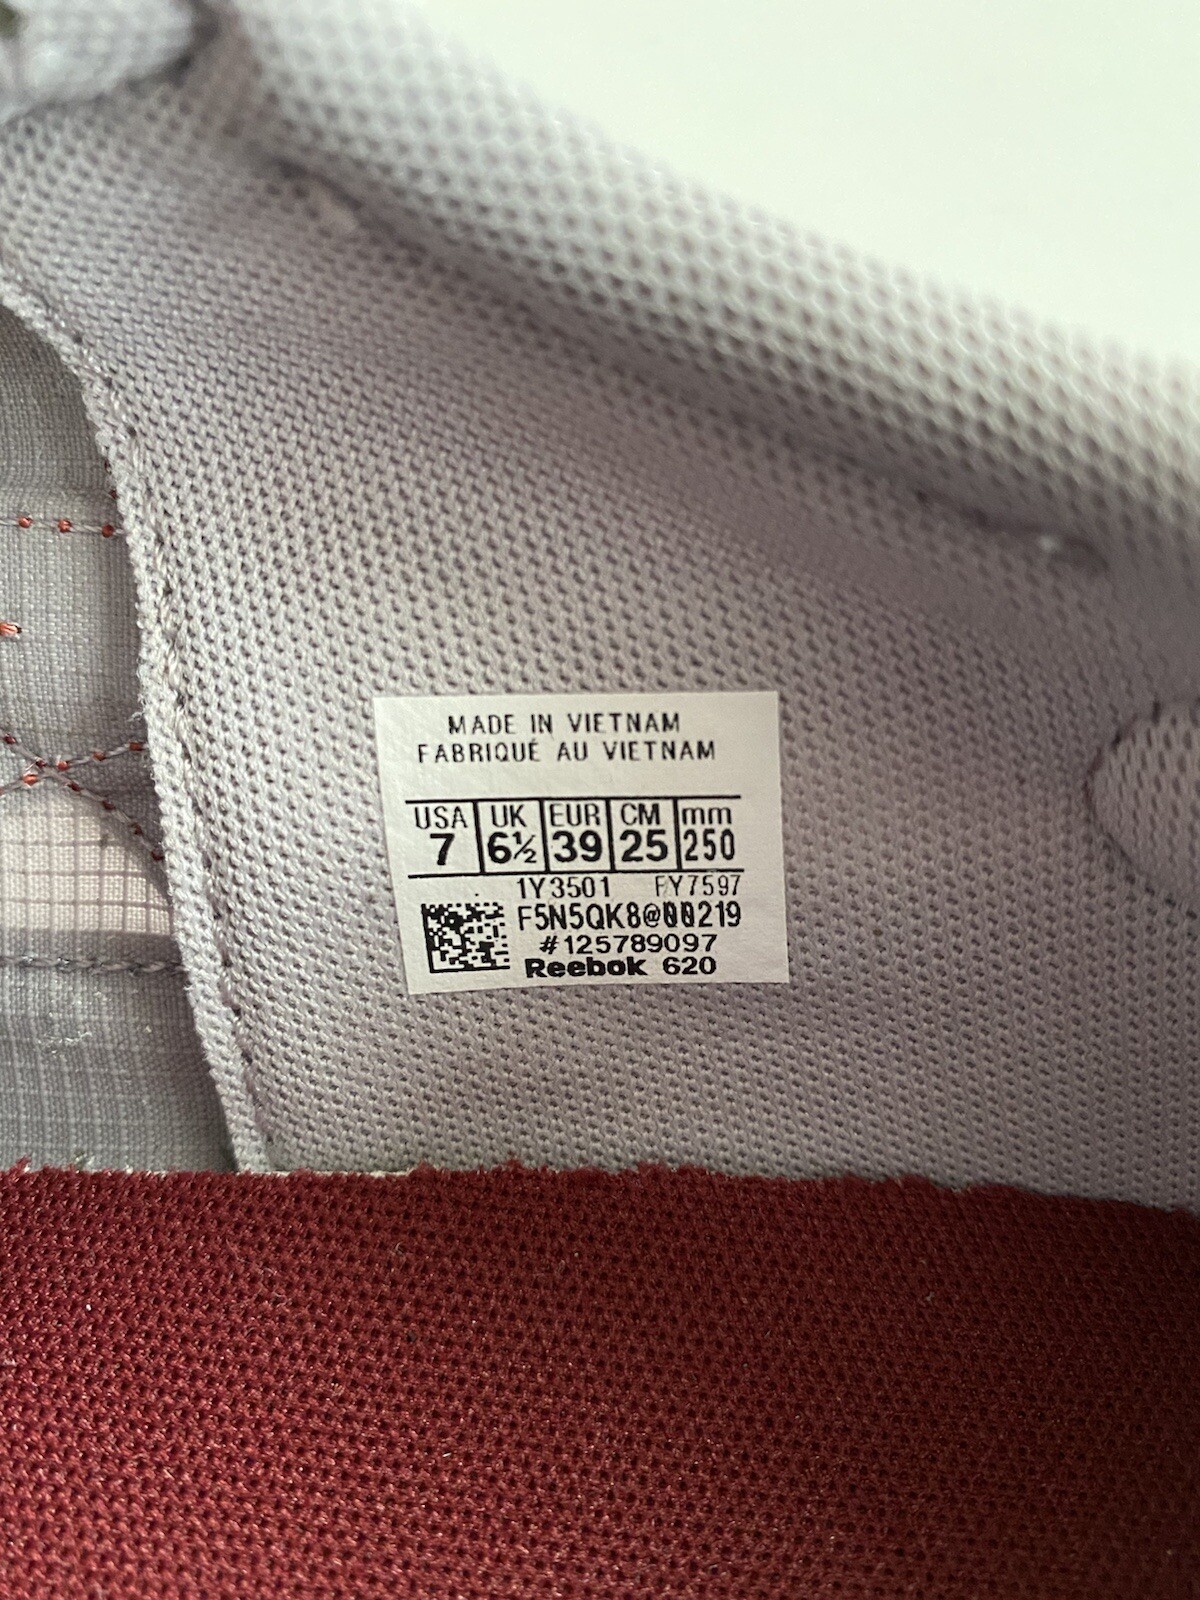 MADE IN VIETNAM
FABRIQUÉ AU VIETNAM
USA UK EUR CM mm
7 6½ 39 25 250
1Y3501 FY7597
F5N5QK8@00219
#125789097
Reebok 620